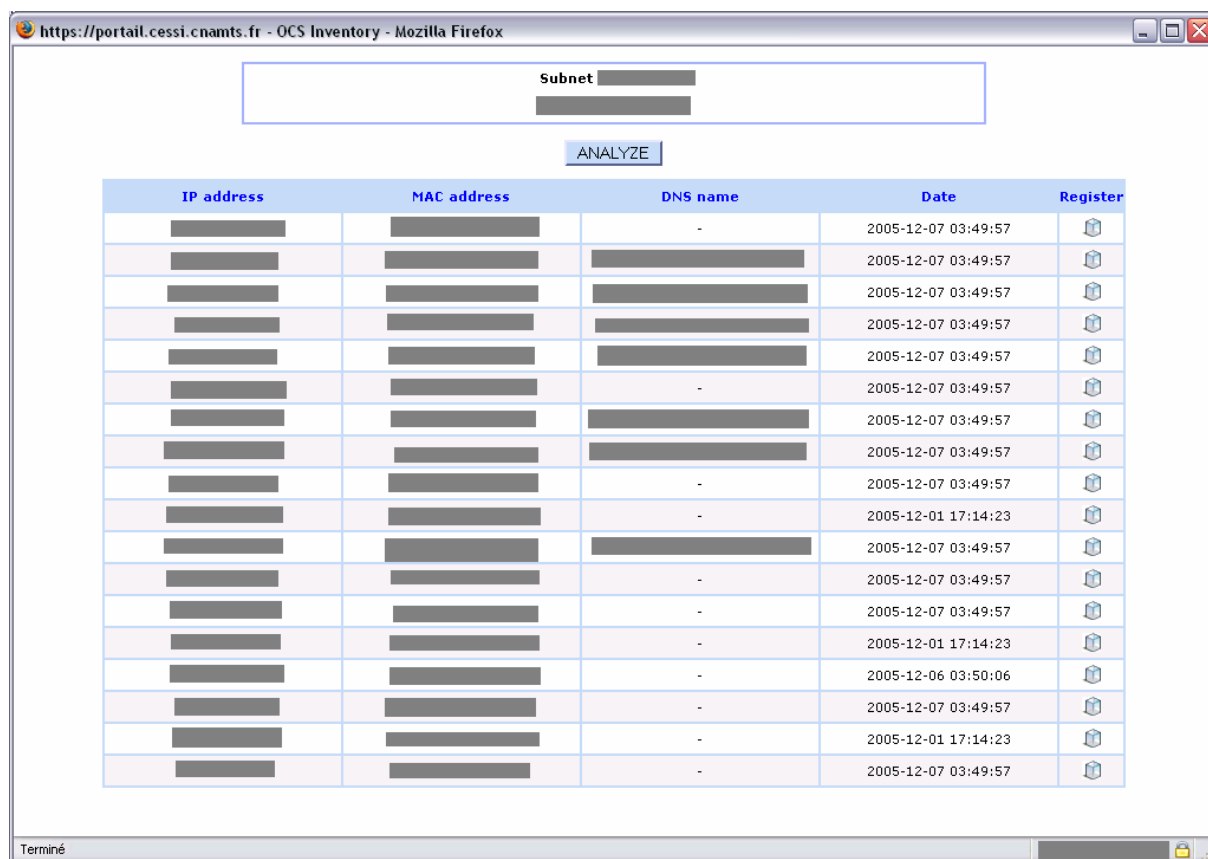 https://portail.cessi.cnamts.fr - OCS Inventory - Mozilla Firefox
Subnet
ANALYZE
IP address MAC address DNS name Date Register
- 2005-12-07 03:49:57
2005-12-07 03:49:57
2005-12-07 03:49:57
2005-12-07 03:49:57
2005-12-07 03:49:57
- 2005-12-07 03:49:57
2005-12-07 03:49:57
2005-12-07 03:49:57
- 2005-12-07 03:49:57
- 2005-12-01 17:14:23
2005-12-07 03:49:57
- 2005-12-07 03:49:57
- 2005-12-07 03:49:57
- 2005-12-01 17:14:23
- 2005-12-06 03:50:06
- 2005-12-07 03:49:57
- 2005-12-01 17:14:23
- 2005-12-07 03:49:57
Terminé